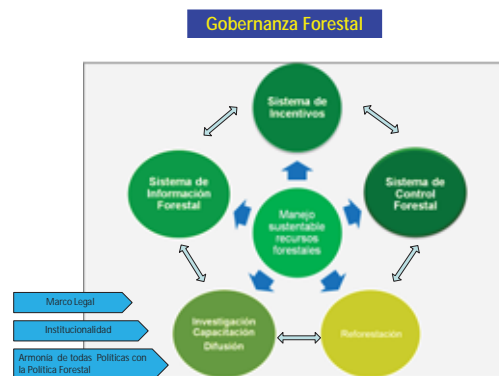 Gobernanza Forestal
Sistema de
Incentivos
Sistema de
Información
Forestal
Sistema de
Control
Forestal
Manejo
sustentable
recursos
forestales
Investigación
Capacitación
Difusión
Reforestación
Marco Legal
Institucionalidad
Armonía de todas Políticas con
la Política Forestal